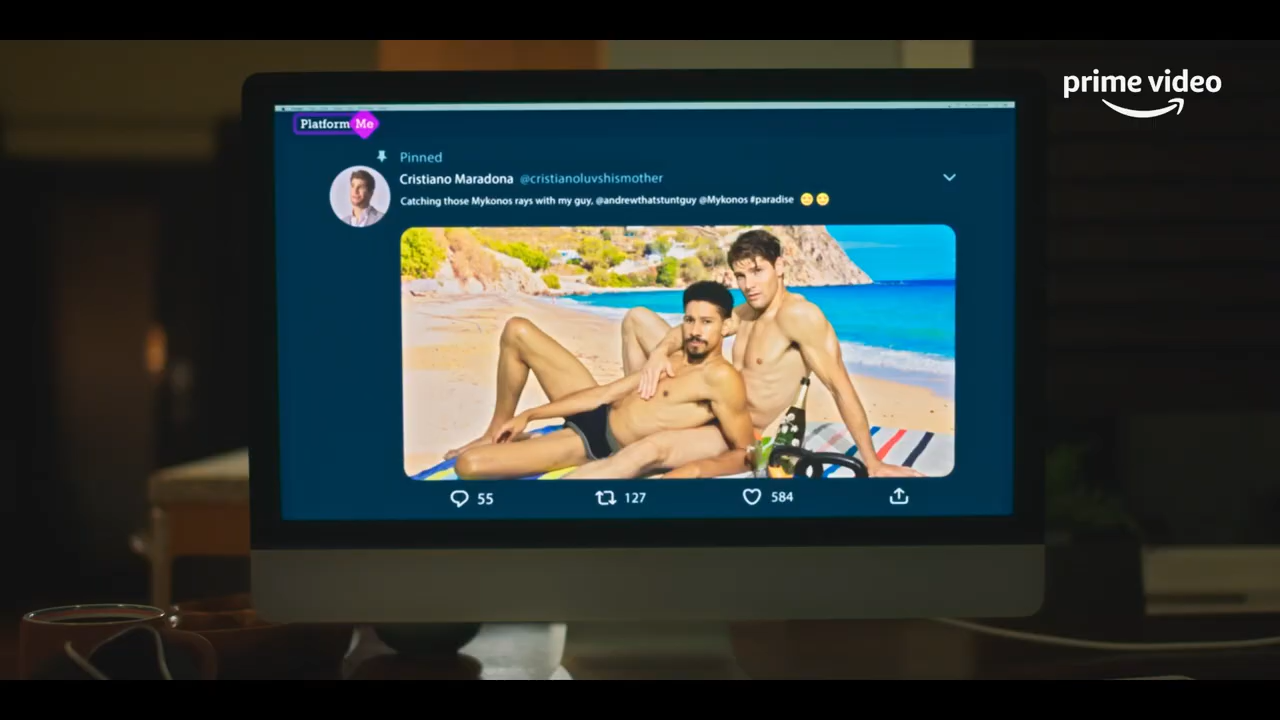 prime video
Platform Me
Pinned
Cristiano Maradona @cristianoluvshismother
Catching those Mykonos rays with my guy, @andrewthatstuntguy @Mykonos #paradise 😳😳
55 127 584